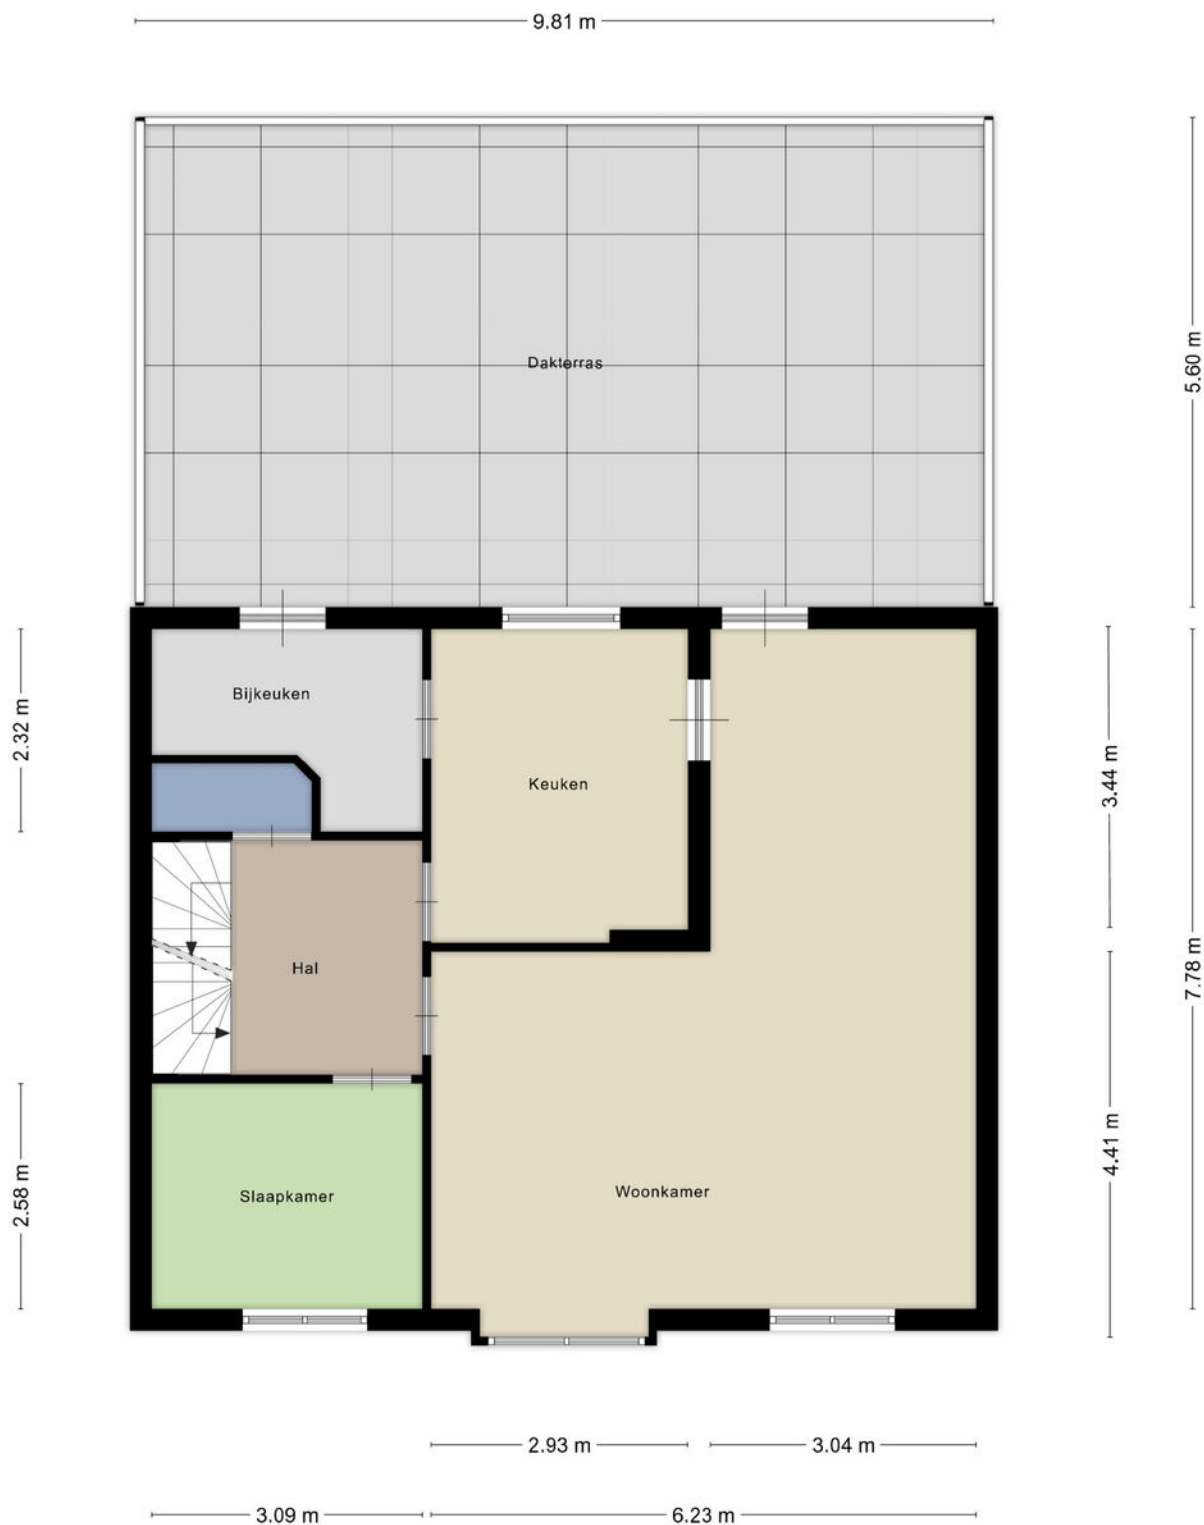 9.81 m
Dakterras
5.60 m
Bijkeuken
2.32 m
Keuken
3.44 m
Hal
7.78 m
4.41 m
Slaapkamer
2.58 m
Woonkamer
2.93 m
3.04 m
3.09 m
6.23 m